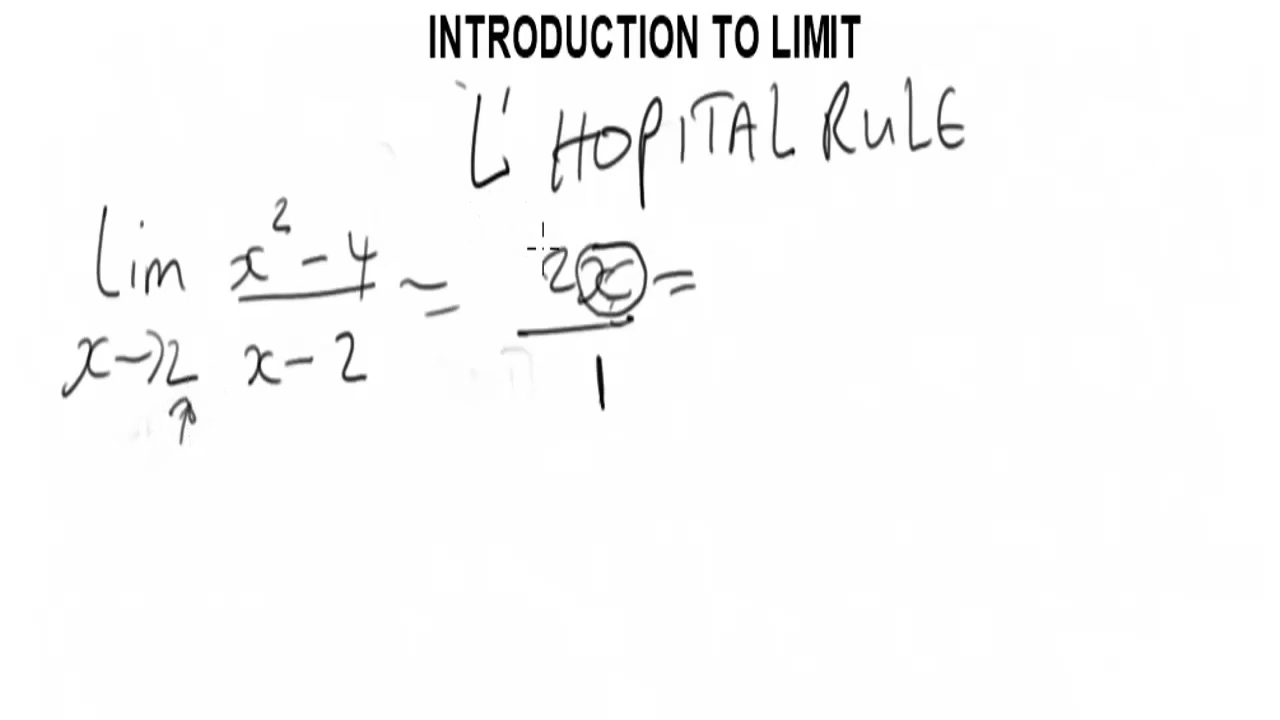 INTRODUCTION TO LIMIT
L' HOPITAL RULE
lim x² - 4 = 2x =
x→2 x - 2 1